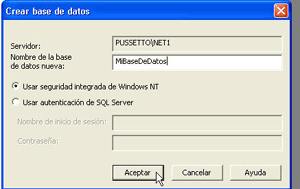 Crear base de datos
Servidor: PUSSETTO\NET1
Nombre de la base
de datos nueva: MiBaseDeDatos
Usar seguridad integrada de Windows NT
Usar autenticación de SQL Server
Nombre de inicio de sesión:
Contraseña:
Aceptar Cancelar Ayuda